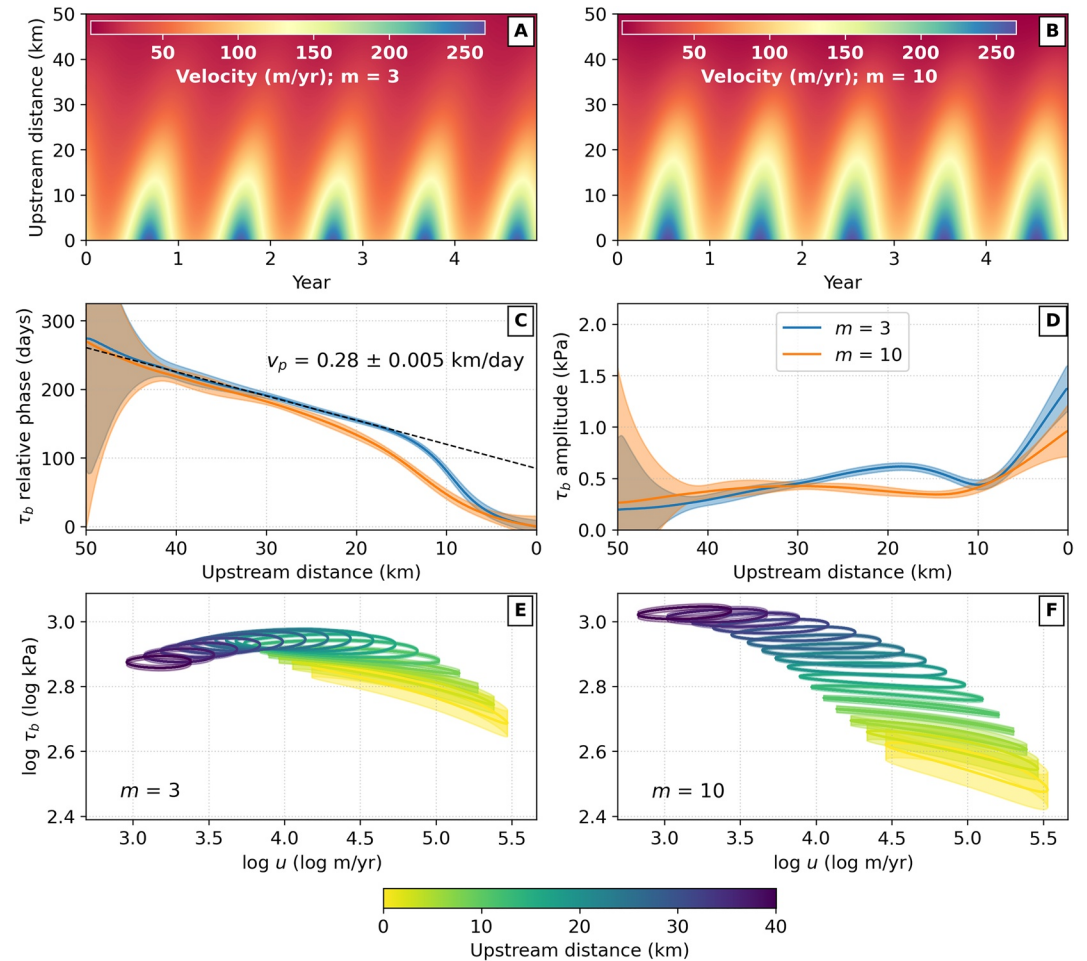 A
50 100 150 200 250
Velocity (m/yr); m = 3
50
40
30
20
10
0
Upstream distance (km)
0 1 2 3 4
Year
B
50 100 150 200 250
Velocity (m/yr); m = 10
50
40
30
20
10
0
0 1 2 3 4
Year
C
v_p = 0.28 ± 0.005 km/day
300
200
100
0
τ_b relative phase (days)
50 40 30 20 10 0
Upstream distance (km)
D
m = 3
m = 10
2.0
1.5
1.0
0.5
0.0
τ_b amplitude (kPa)
50 40 30 20 10 0
Upstream distance (km)
E
3.0
2.8
2.6
2.4
log τ_b (log kPa)
m = 3
3.0 3.5 4.0 4.5 5.0 5.5
log u (log m/yr)
F
3.0
2.8
2.6
2.4
m = 10
3.0 3.5 4.0 4.5 5.0 5.5
log u (log m/yr)
0 10 20 30 40
Upstream distance (km)